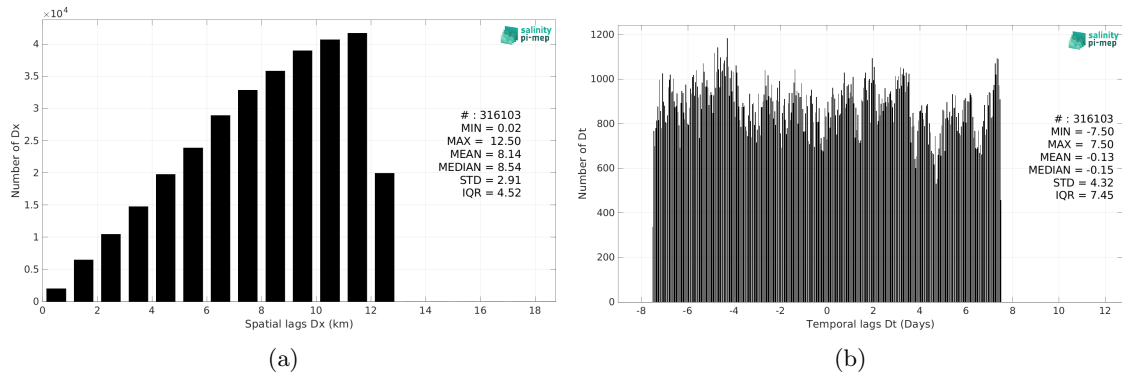 ×10⁴
4
3.5
3
2.5
2
1.5
1
0.5
0
Number of Dx
0 2 4 6 8 10 12 14 16 18
Spatial lags Dx (km)
salinity
pi-mep
# : 316103
MIN = 0.02
MAX = 12.50
MEAN = 8.14
MEDIAN = 8.54
STD = 2.91
IQR = 4.52
(a)
1200
1000
800
600
400
200
0
Number of Dt
-8 -6 -4 -2 0 2 4 6 8 10 12
Temporal lags Dt (Days)
salinity
pi-mep
# : 316103
MIN = -7.50
MAX = 7.50
MEAN = -0.13
MEDIAN = -0.15
STD = 4.32
IQR = 7.45
(b)